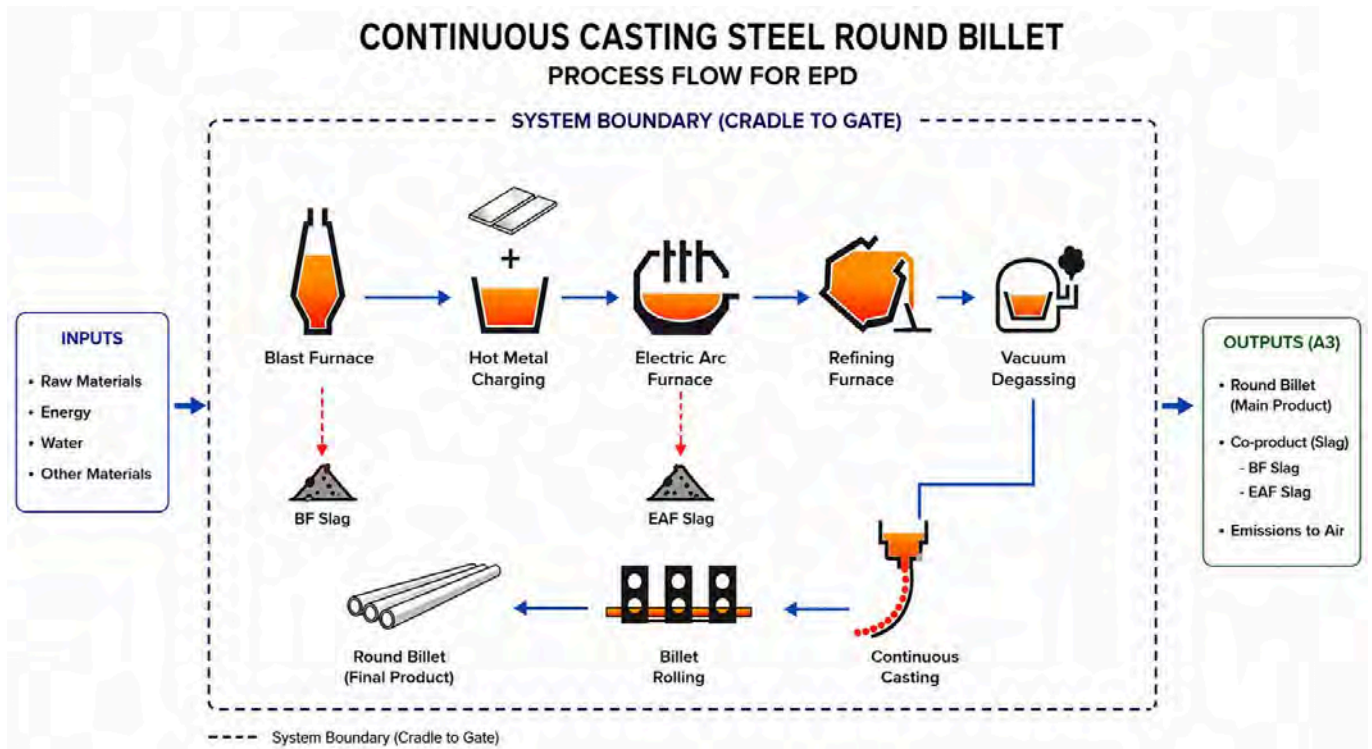 CONTINUOUS CASTING STEEL ROUND BILLET
PROCESS FLOW FOR EPD
SYSTEM BOUNDARY (CRADLE TO GATE)
INPUTS
• Raw Materials
• Energy
• Water
• Other Materials
+
Blast Furnace
Hot Metal
Charging
Electric Arc
Furnace
Refining
Furnace
Vacuum
Degassing
BF Slag
EAF Slag
Round Billet
(Final Product)
Billet
Rolling
Continuous
Casting
OUTPUTS (A3)
• Round Billet
(Main Product)
• Co-product (Slag)
- BF Slag
- EAF Slag
• Emissions to Air
System Boundary (Cradle to Gate)